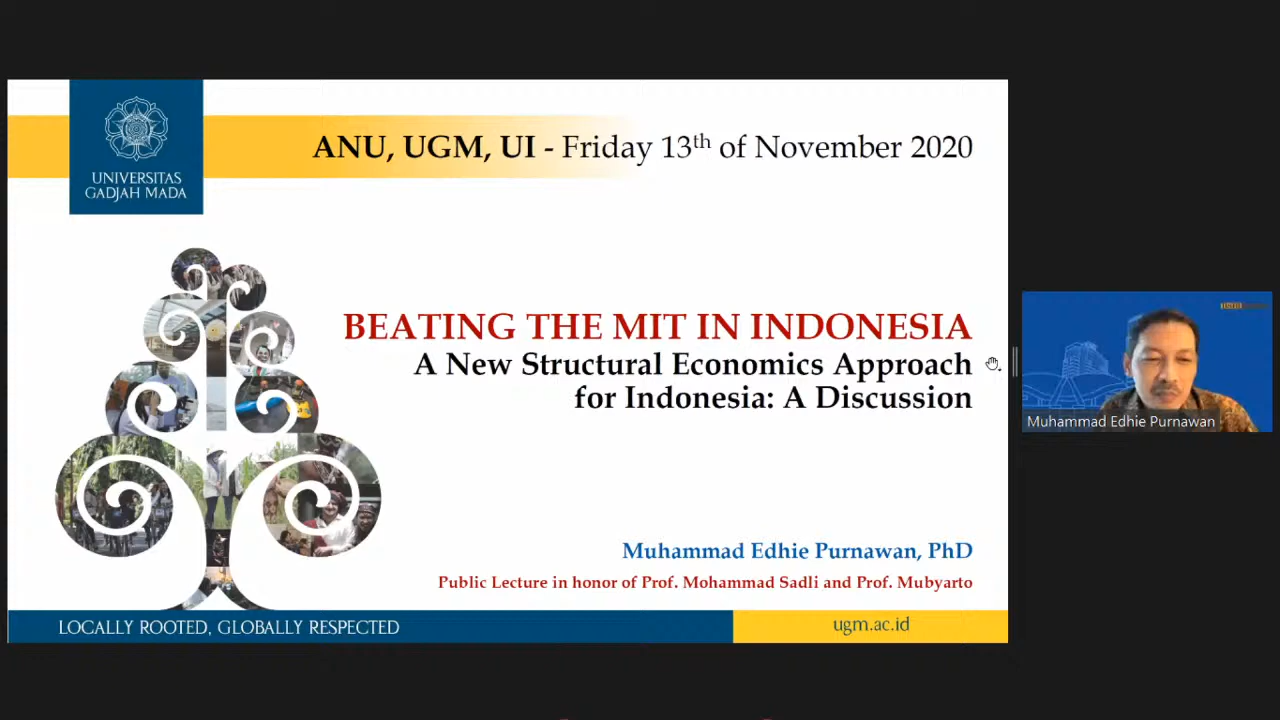 ANU, UGM, UI - Friday 13th of November 2020
UNIVERSITAS
GADJAH MADA
BEATING THE MIT IN INDONESIA
A New Structural Economics Approach
for Indonesia: A Discussion
Muhammad Edhie Purnawan
Muhammad Edhie Purnawan, PhD
Public Lecture in honor of Prof. Mohammad Sadli and Prof. Mubyarto
LOCALLY ROOTED, GLOBALLY RESPECTED
ugm.ac.id